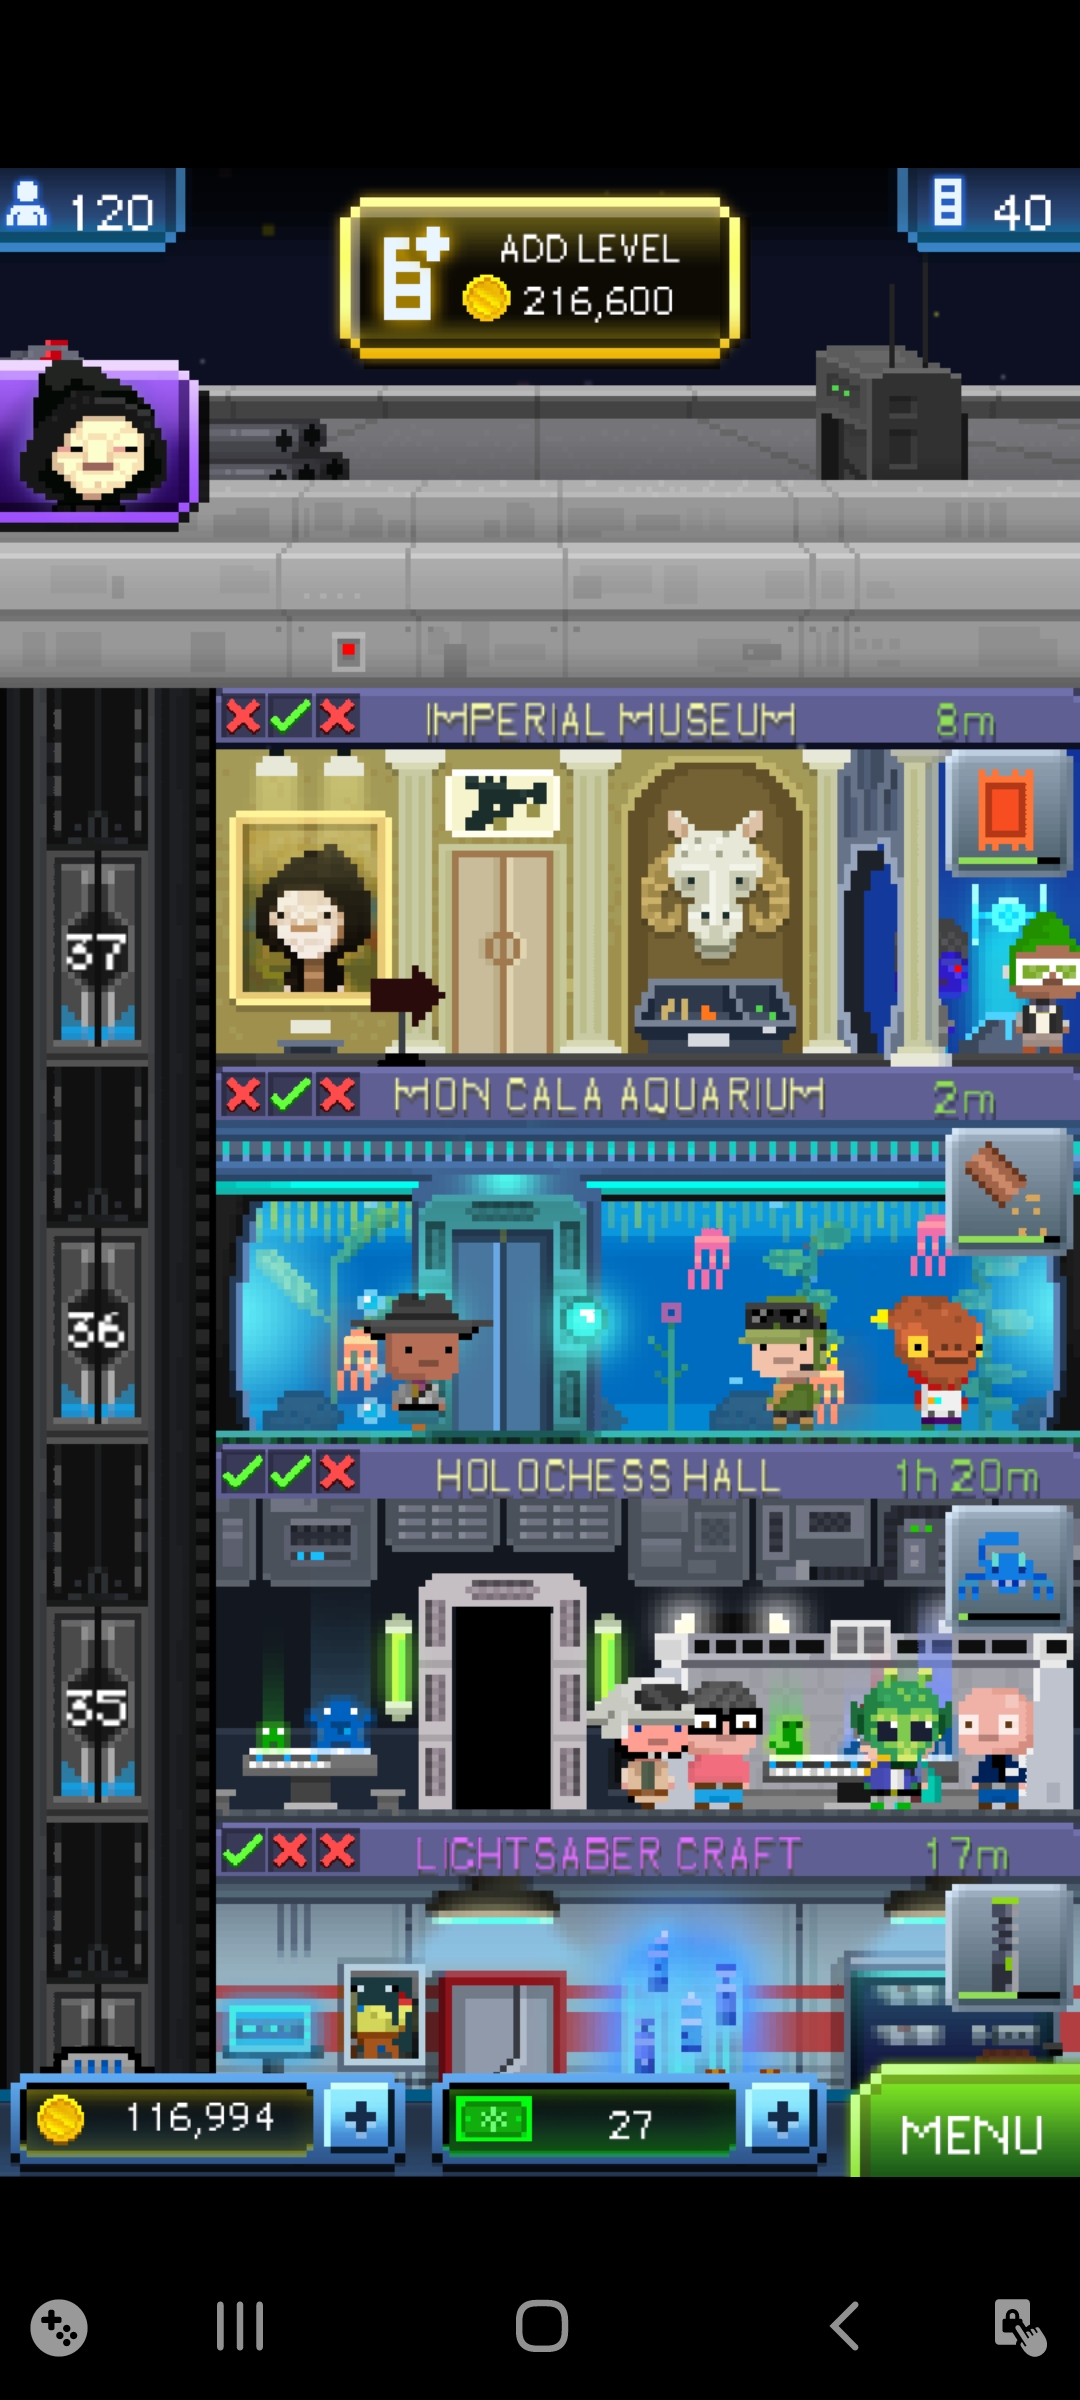 120
ADD LEVEL
216,600
40
IMPERIAL MUSEUM 8m
37
MON CALA AQUARIUM 2m
36
HOLOCHESS HALL 1h 20m
35
LIGHTSABER CRAFT 17m
116,994
27
MENU